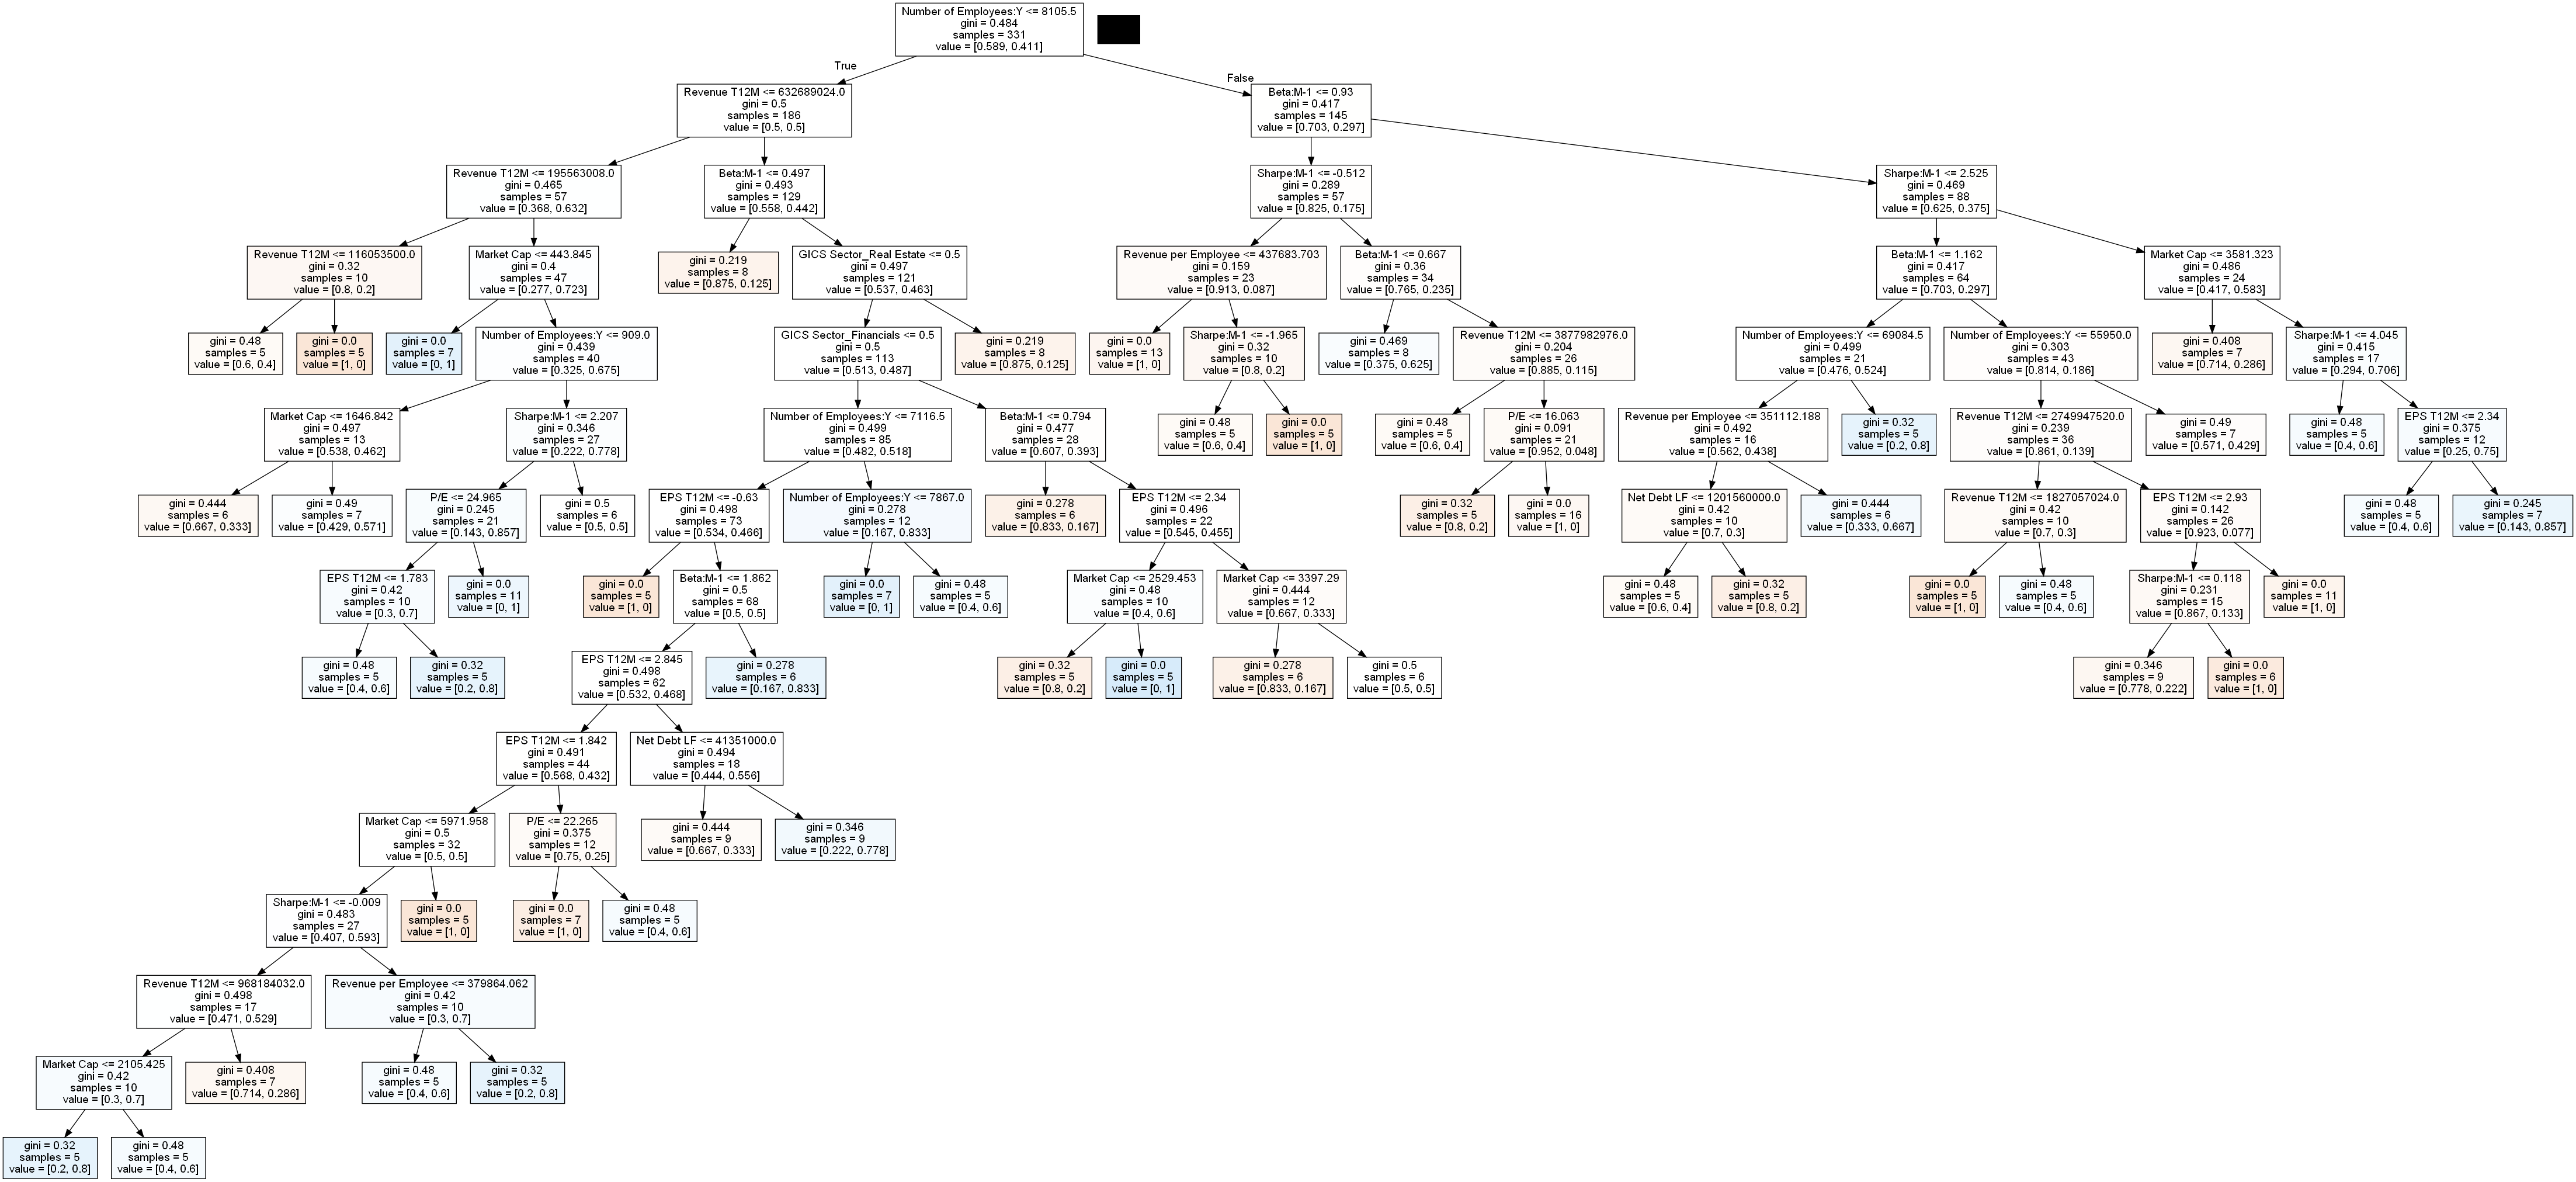 Number of Employees:Y <= 8105.5
gini = 0.484
samples = 331
value = [0.589, 0.411]
True
False
Revenue T12M <= 632689024.0
gini = 0.5
samples = 186
value = [0.5, 0.5]
Beta:M-1 <= 0.93
gini = 0.417
samples = 145
value = [0.703, 0.297]
Revenue T12M <= 195563008.0
gini = 0.465
samples = 57
value = [0.368, 0.632]
Beta:M-1 <= 0.497
gini = 0.493
samples = 129
value = [0.558, 0.442]
Sharpe:M-1 <= -0.512
gini = 0.289
samples = 57
value = [0.825, 0.175]
Sharpe:M-1 <= 2.525
gini = 0.469
samples = 88
value = [0.625, 0.375]
Revenue T12M <= 116053500.0
gini = 0.32
samples = 10
value = [0.8, 0.2]
Market Cap <= 443.845
gini = 0.4
samples = 47
value = [0.277, 0.723]
gini = 0.219
samples = 8
value = [0.875, 0.125]
GICS Sector_Real Estate <= 0.5
gini = 0.497
samples = 121
value = [0.537, 0.463]
Revenue per Employee <= 437683.703
gini = 0.159
samples = 23
value = [0.913, 0.087]
Beta:M-1 <= 0.667
gini = 0.36
samples = 34
value = [0.765, 0.235]
Beta:M-1 <= 1.162
gini = 0.417
samples = 64
value = [0.703, 0.297]
Market Cap <= 3581.323
gini = 0.486
samples = 24
value = [0.417, 0.583]
gini = 0.48
samples = 5
value = [0.6, 0.4]
gini = 0.0
samples = 5
value = [1, 0]
gini = 0.0
samples = 7
value = [0, 1]
Number of Employees:Y <= 909.0
gini = 0.439
samples = 40
value = [0.325, 0.675]
GICS Sector_Financials <= 0.5
gini = 0.5
samples = 113
value = [0.513, 0.487]
gini = 0.219
samples = 8
value = [0.875, 0.125]
gini = 0.0
samples = 13
value = [1, 0]
Sharpe:M-1 <= -1.965
gini = 0.32
samples = 10
value = [0.8, 0.2]
gini = 0.469
samples = 8
value = [0.375, 0.625]
Revenue T12M <= 3877982976.0
gini = 0.204
samples = 26
value = [0.885, 0.115]
Number of Employees:Y <= 69084.5
gini = 0.499
samples = 21
value = [0.476, 0.524]
Number of Employees:Y <= 55950.0
gini = 0.303
samples = 43
value = [0.814, 0.186]
gini = 0.408
samples = 7
value = [0.714, 0.286]
Sharpe:M-1 <= 4.045
gini = 0.415
samples = 17
value = [0.294, 0.706]
Market Cap <= 1646.842
gini = 0.497
samples = 13
value = [0.538, 0.462]
Sharpe:M-1 <= 2.207
gini = 0.346
samples = 27
value = [0.222, 0.778]
Number of Employees:Y <= 7116.5
gini = 0.499
samples = 85
value = [0.482, 0.518]
Beta:M-1 <= 0.794
gini = 0.477
samples = 28
value = [0.607, 0.393]
gini = 0.48
samples = 5
value = [0.6, 0.4]
gini = 0.0
samples = 5
value = [1, 0]
gini = 0.48
samples = 5
value = [0.6, 0.4]
P/E <= 16.063
gini = 0.091
samples = 21
value = [0.952, 0.048]
Revenue per Employee <= 351112.188
gini = 0.492
samples = 16
value = [0.562, 0.438]
gini = 0.32
samples = 5
value = [0.2, 0.8]
Revenue T12M <= 2749947520.0
gini = 0.239
samples = 36
value = [0.861, 0.139]
gini = 0.49
samples = 7
value = [0.571, 0.429]
gini = 0.48
samples = 5
value = [0.4, 0.6]
EPS T12M <= 2.34
gini = 0.375
samples = 12
value = [0.25, 0.75]
gini = 0.444
samples = 6
value = [0.667, 0.333]
gini = 0.49
samples = 7
value = [0.429, 0.571]
P/E <= 24.965
gini = 0.245
samples = 21
value = [0.143, 0.857]
gini = 0.5
samples = 6
value = [0.5, 0.5]
EPS T12M <= -0.63
gini = 0.498
samples = 73
value = [0.534, 0.466]
Number of Employees:Y <= 7867.0
gini = 0.278
samples = 12
value = [0.167, 0.833]
gini = 0.278
samples = 6
value = [0.833, 0.167]
EPS T12M <= 2.34
gini = 0.496
samples = 22
value = [0.545, 0.455]
gini = 0.32
samples = 5
value = [0.8, 0.2]
gini = 0.0
samples = 16
value = [1, 0]
Net Debt LF <= 1201560000.0
gini = 0.42
samples = 10
value = [0.7, 0.3]
gini = 0.444
samples = 6
value = [0.333, 0.667]
Revenue T12M <= 1827057024.0
gini = 0.42
samples = 10
value = [0.7, 0.3]
EPS T12M <= 2.93
gini = 0.142
samples = 26
value = [0.923, 0.077]
gini = 0.48
samples = 5
value = [0.4, 0.6]
gini = 0.245
samples = 7
value = [0.143, 0.857]
EPS T12M <= 1.783
gini = 0.42
samples = 10
value = [0.3, 0.7]
gini = 0.0
samples = 11
value = [0, 1]
gini = 0.0
samples = 5
value = [1, 0]
Beta:M-1 <= 1.862
gini = 0.5
samples = 68
value = [0.5, 0.5]
gini = 0.0
samples = 7
value = [0, 1]
gini = 0.48
samples = 5
value = [0.4, 0.6]
Market Cap <= 2529.453
gini = 0.48
samples = 10
value = [0.4, 0.6]
Market Cap <= 3397.29
gini = 0.444
samples = 12
value = [0.667, 0.333]
gini = 0.48
samples = 5
value = [0.6, 0.4]
gini = 0.32
samples = 5
value = [0.8, 0.2]
gini = 0.0
samples = 5
value = [1, 0]
gini = 0.48
samples = 5
value = [0.4, 0.6]
Sharpe:M-1 <= 0.118
gini = 0.231
samples = 15
value = [0.867, 0.133]
gini = 0.0
samples = 11
value = [1, 0]
gini = 0.48
samples = 5
value = [0.4, 0.6]
gini = 0.32
samples = 5
value = [0.2, 0.8]
EPS T12M <= 2.845
gini = 0.498
samples = 62
value = [0.532, 0.468]
gini = 0.278
samples = 6
value = [0.167, 0.833]
gini = 0.32
samples = 5
value = [0.8, 0.2]
gini = 0.0
samples = 5
value = [0, 1]
gini = 0.278
samples = 6
value = [0.833, 0.167]
gini = 0.5
samples = 6
value = [0.5, 0.5]
gini = 0.346
samples = 9
value = [0.778, 0.222]
gini = 0.0
samples = 6
value = [1, 0]
EPS T12M <= 1.842
gini = 0.491
samples = 44
value = [0.568, 0.432]
Net Debt LF <= 41351000.0
gini = 0.494
samples = 18
value = [0.444, 0.556]
Market Cap <= 5971.958
gini = 0.5
samples = 32
value = [0.5, 0.5]
P/E <= 22.265
gini = 0.375
samples = 12
value = [0.75, 0.25]
gini = 0.444
samples = 9
value = [0.667, 0.333]
gini = 0.346
samples = 9
value = [0.222, 0.778]
Sharpe:M-1 <= -0.009
gini = 0.483
samples = 27
value = [0.407, 0.593]
gini = 0.0
samples = 5
value = [1, 0]
gini = 0.0
samples = 7
value = [1, 0]
gini = 0.48
samples = 5
value = [0.4, 0.6]
Revenue T12M <= 968184032.0
gini = 0.498
samples = 17
value = [0.471, 0.529]
Revenue per Employee <= 379864.062
gini = 0.42
samples = 10
value = [0.3, 0.7]
Market Cap <= 2105.425
gini = 0.42
samples = 10
value = [0.3, 0.7]
gini = 0.408
samples = 7
value = [0.714, 0.286]
gini = 0.48
samples = 5
value = [0.4, 0.6]
gini = 0.32
samples = 5
value = [0.2, 0.8]
gini = 0.32
samples = 5
value = [0.2, 0.8]
gini = 0.48
samples = 5
value = [0.4, 0.6]